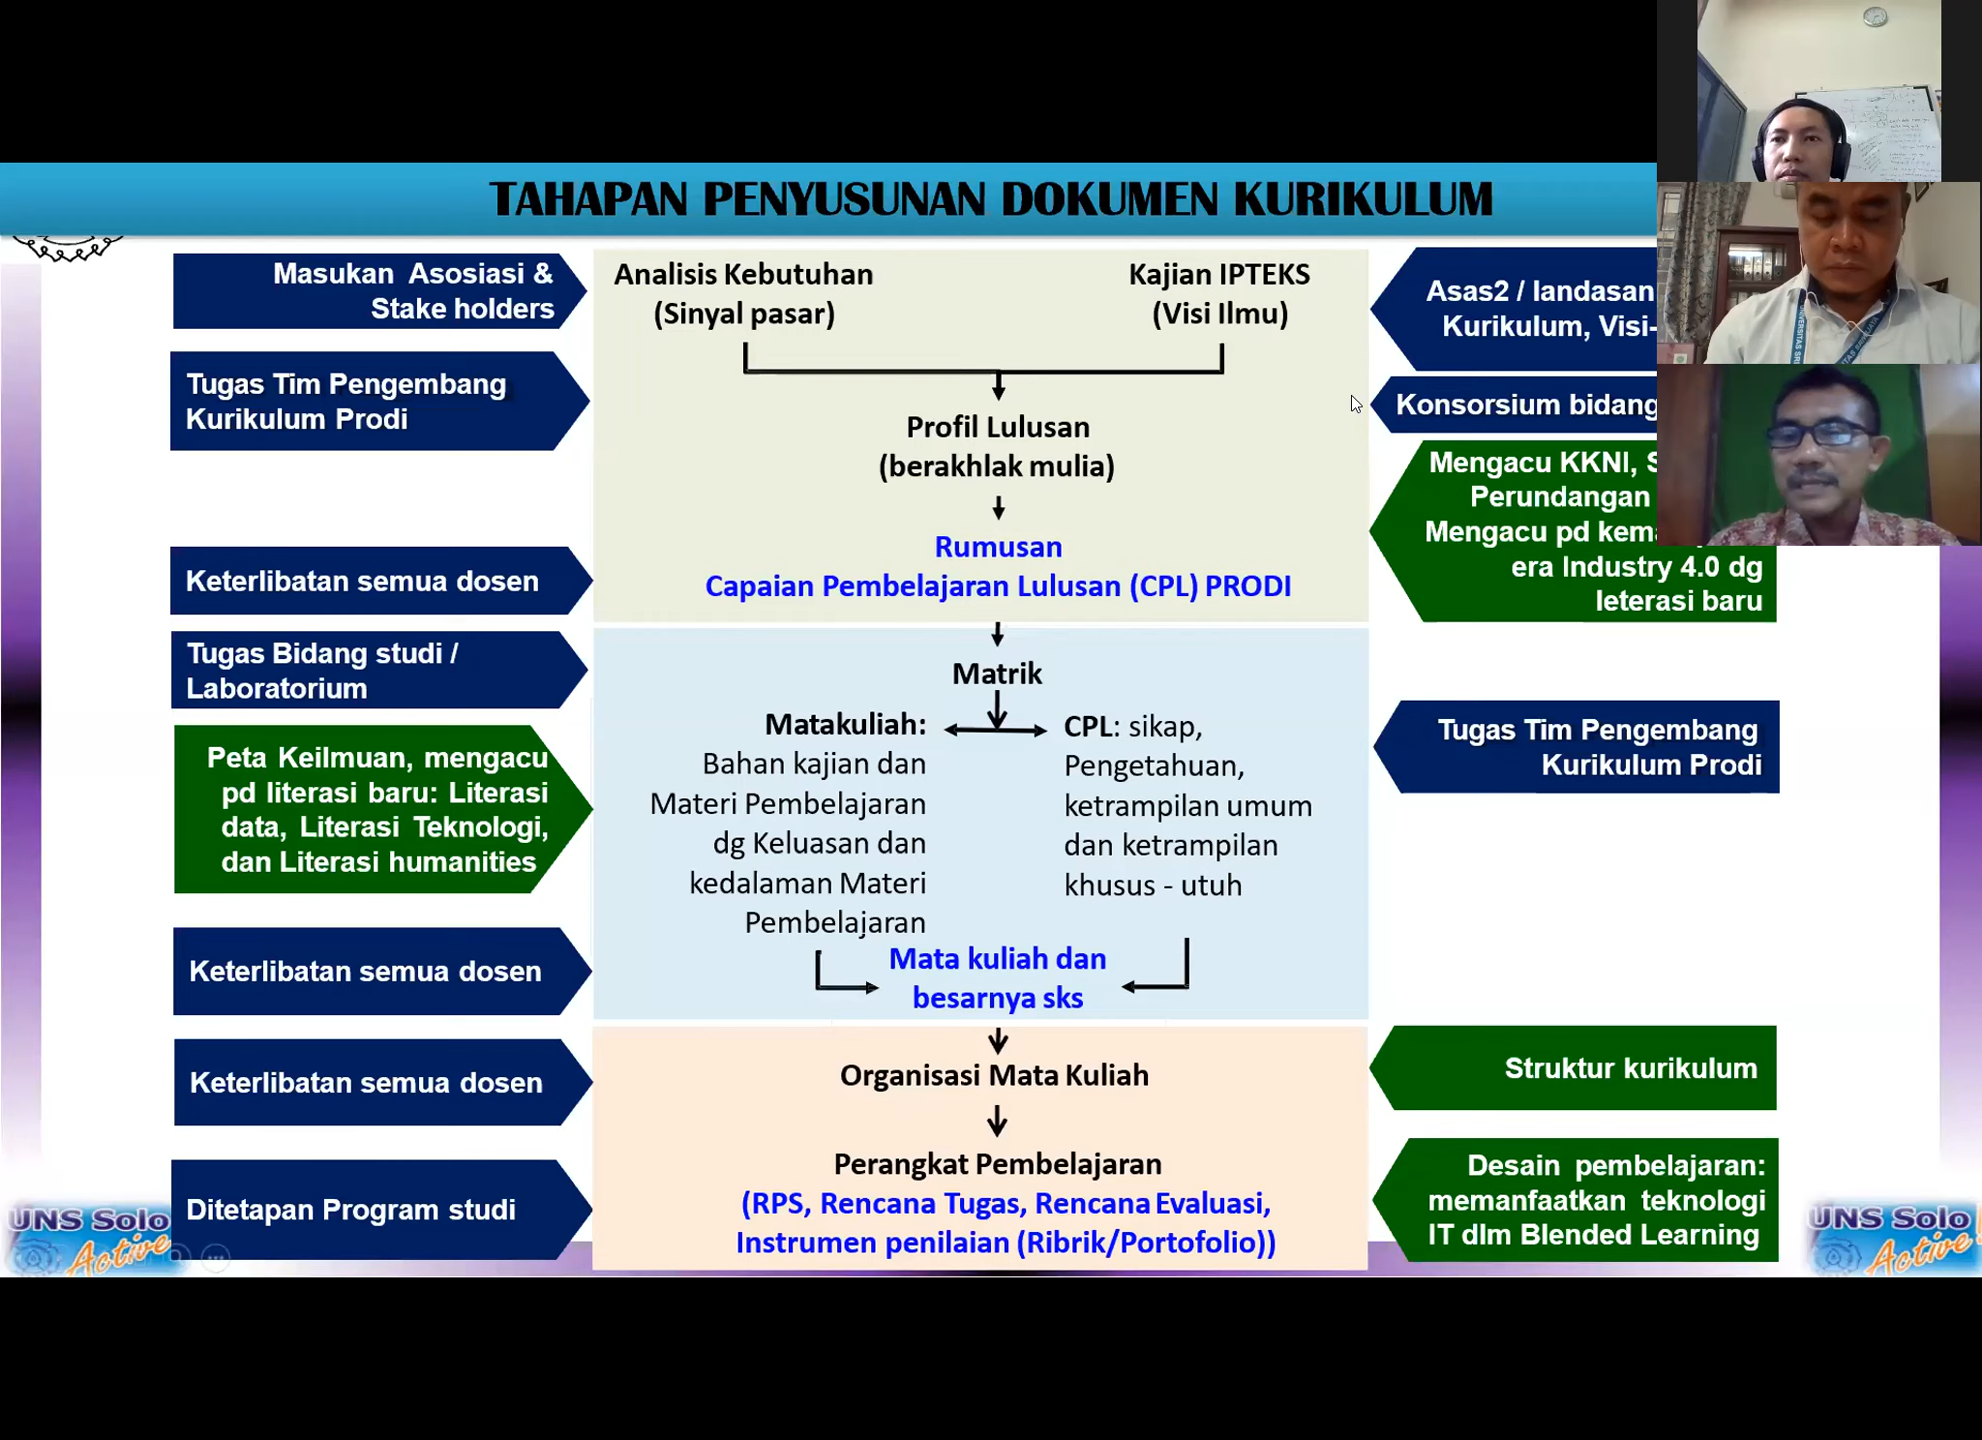 TAHAPAN PENYUSUNAN DOKUMEN KURIKULUM
Masukan Asosiasi &
Stake holders
Tugas Tim Pengembang
Kurikulum Prodi
Keterlibatan semua dosen
Tugas Bidang studi /
Laboratorium
Peta Keilmuan, mengacu
pd literasi baru: Literasi
data, Literasi Teknologi,
dan Literasi humanities
Keterlibatan semua dosen
Keterlibatan semua dosen
Ditetapan Program studi
Analisis Kebutuhan
(Sinyal pasar)
Kajian IPTEKS
(Visi Ilmu)
Profil Lulusan
(berakhlak mulia)
Rumusan
Capaian Pembelajaran Lulusan (CPL) PRODI
Matrik
Matakuliah:
Bahan kajian dan
Materi Pembelajaran
dg Keluasan dan
kedalaman Materi
Pembelajaran
CPL: sikap,
Pengetahuan,
ketrampilan umum
dan ketrampilan
khusus - utuh
Mata kuliah dan
besarnya sks
Organisasi Mata Kuliah
Perangkat Pembelajaran
(RPS, Rencana Tugas, Rencana Evaluasi,
Instrumen penilaian (Ribrik/Portofolio))
Asas2 / landasan
Kurikulum, Visi-
Konsorsium bidang
Mengacu KKNI,
Perundangan
Mengacu pd
era Industry 4.0 dg
leterasi baru
Tugas Tim Pengembang
Kurikulum Prodi
Struktur kurikulum
Desain pembelajaran:
memanfaatkan teknologi
IT dlm Blended Learning
UNS Solo
Active
UNS Solo
Active!